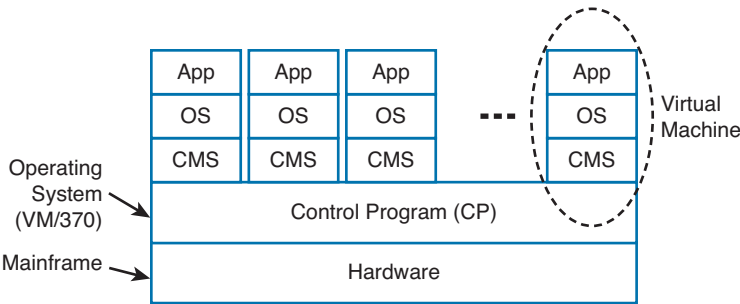 App
App
App
App
OS
OS
OS
OS
CMS
CMS
CMS
CMS
Virtual
Machine
Operating
System
(VM/370)
Control Program (CP)
Mainframe
Hardware